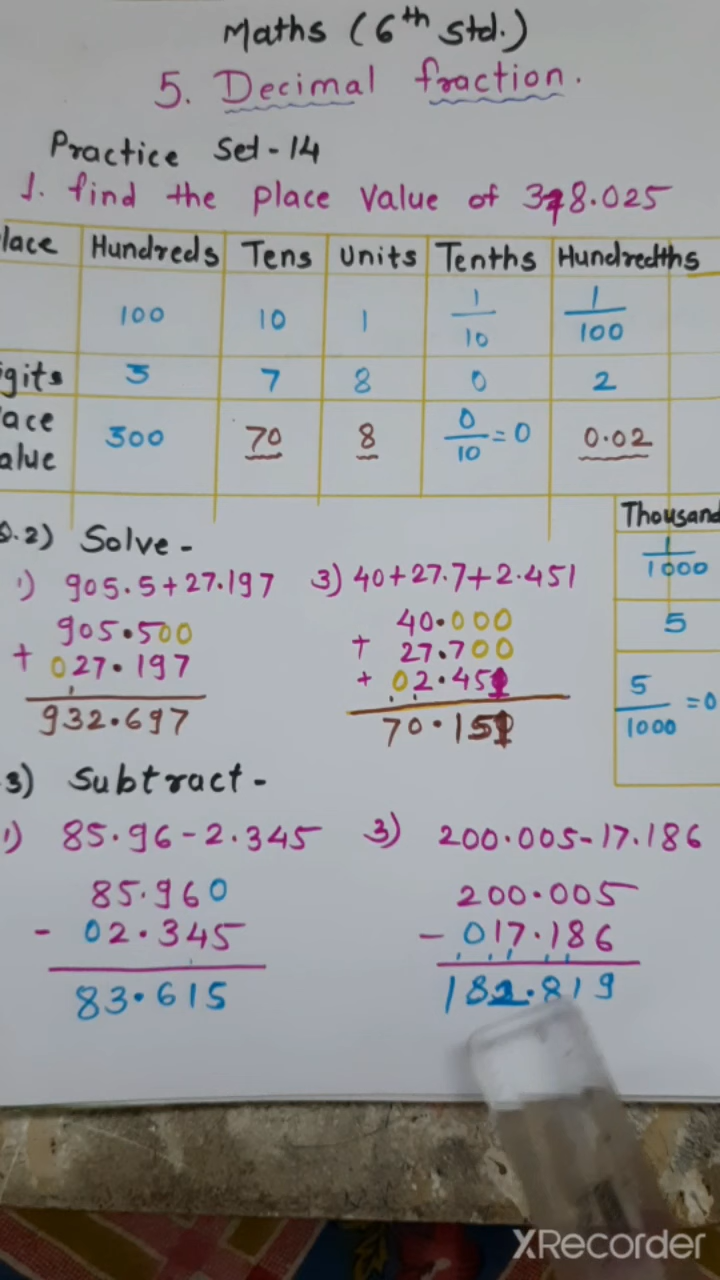 Maths (6th Std.)
5. Decimal fraction.
Practice Set-14
1. find the place value of 378.025
lace Hundreds Tens Units Tenths Hundredths
100 10 1 1/10 1/100
igits 3 7 8 0 2
lace alue 300 70 8 0/10=0 0.02
Thousand
1/1000
5
5/1000 =0
Q.2) Solve -
1) 905.5+27.197 3) 40+27.7+2.451
905.500 40.000
+ 027.197 + 27.700
+ 02.451
932.697 70.151
3) Subtract -
1) 85.96-2.345 3) 200.005-17.186
85.960 200.005
- 02.345 - 017.186
83.615 182.819
XRecorder